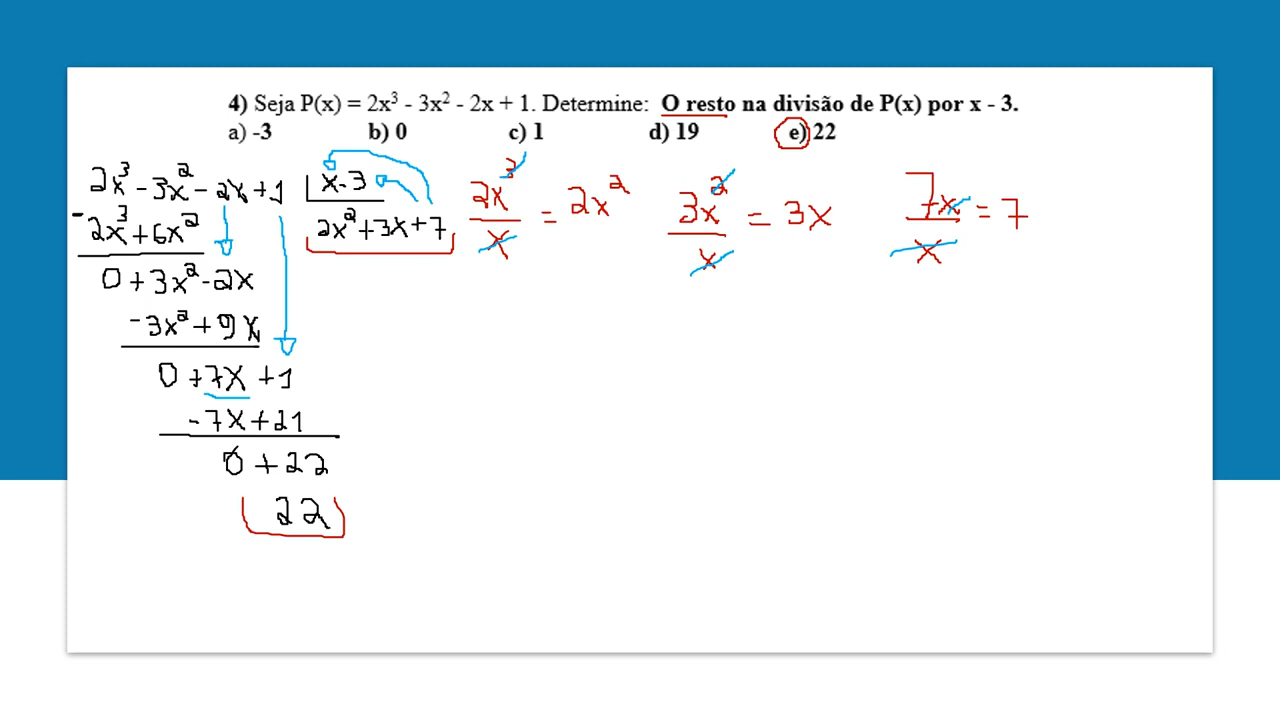 4) Seja P(x) = 2x³ - 3x² - 2x + 1. Determine: O resto na divisão de P(x) por x - 3.
a) -3 b) 0 c) 1 d) 19 e) 22
2x³ - 3x² - 2x + 1 | x - 3
-2x³ + 6x² 2x² + 3x + 7
0 + 3x² - 2x
-3x² + 9x
0 + 7x + 1
-7x + 21
0 + 22
22
2x³/x = 2x²
3x²/x = 3x
7x/x = 7